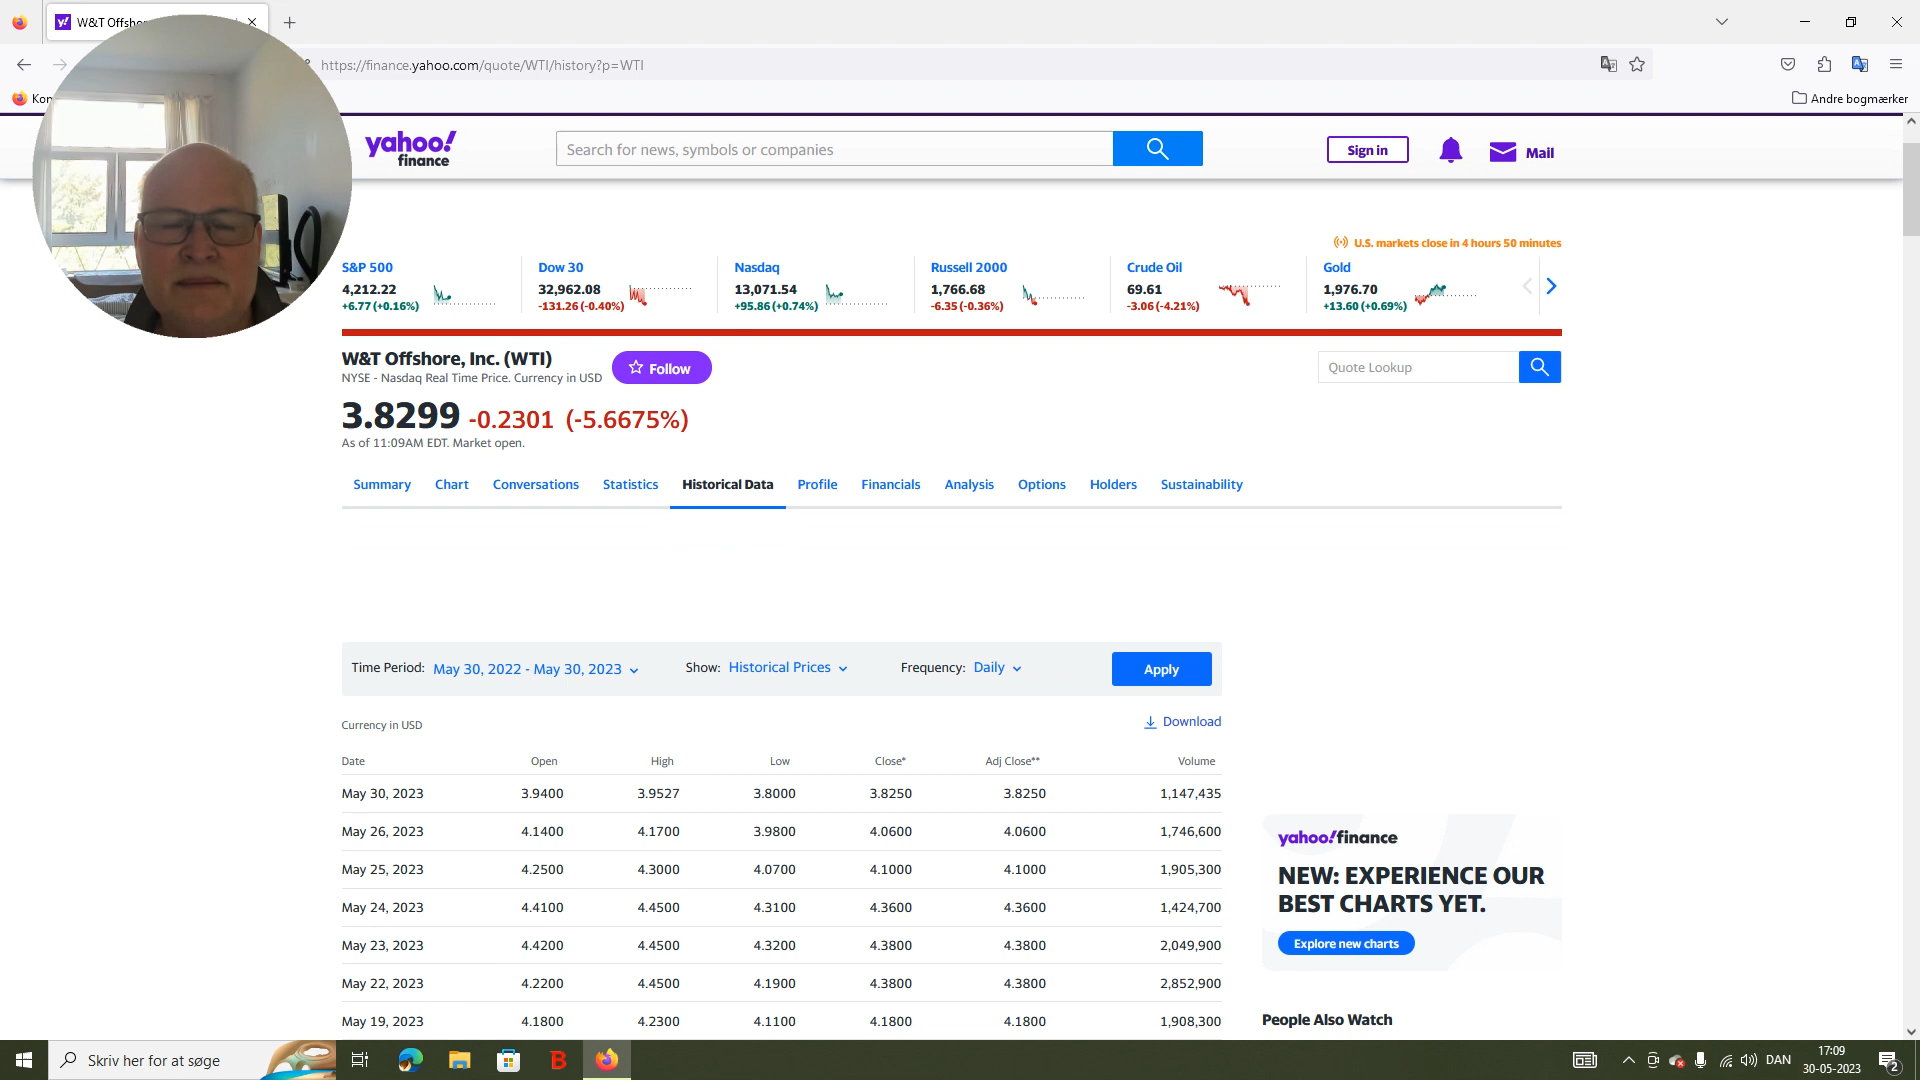 W&T Offshore
https://finance.yahoo.com/quote/WTI/history?p=WTI
Kon
Andre bogmærker
yahoo!
finance
Search for news, symbols or companies
Sign in
Mail
U.S. markets close in 4 hours 50 minutes
S&P 500
4,212.22
+6.77 (+0.16%)
Dow 30
32,962.08
-131.26 (-0.40%)
Nasdaq
13,071.54
+95.86 (+0.74%)
Russell 2000
1,766.68
-6.35 (-0.36%)
Crude Oil
69.61
-3.06 (-4.21%)
Gold
1,976.70
+13.60 (+0.69%)
W&T Offshore, Inc. (WTI)
NYSE - Nasdaq Real Time Price. Currency in USD
Follow
Quote Lookup
3.8299 -0.2301 (-5.6675%)
As of 11:09AM EDT. Market open.
Summary Chart Conversations Statistics Historical Data Profile Financials Analysis Options Holders Sustainability
Time Period: May 30, 2022 - May 30, 2023 Show: Historical Prices Frequency: Daily Apply
Currency in USD Download
Date Open High Low Close* Adj Close** Volume
May 30, 2023 3.9400 3.9527 3.8000 3.8250 3.8250 1,147,435
May 26, 2023 4.1400 4.1700 3.9800 4.0600 4.0600 1,746,600
May 25, 2023 4.2500 4.3000 4.0700 4.1000 4.1000 1,905,300
May 24, 2023 4.4100 4.4500 4.3100 4.3600 4.3600 1,424,700
May 23, 2023 4.4200 4.4500 4.3200 4.3800 4.3800 2,049,900
May 22, 2023 4.2200 4.4500 4.1900 4.3800 4.3800 2,852,900
May 19, 2023 4.1800 4.2300 4.1100 4.1800 4.1800 1,908,300
yahoo!finance
NEW: EXPERIENCE OUR
BEST CHARTS YET.
Explore new charts
People Also Watch
Skriv her for at søge
B
DAN
17:09
30-05-2023
2